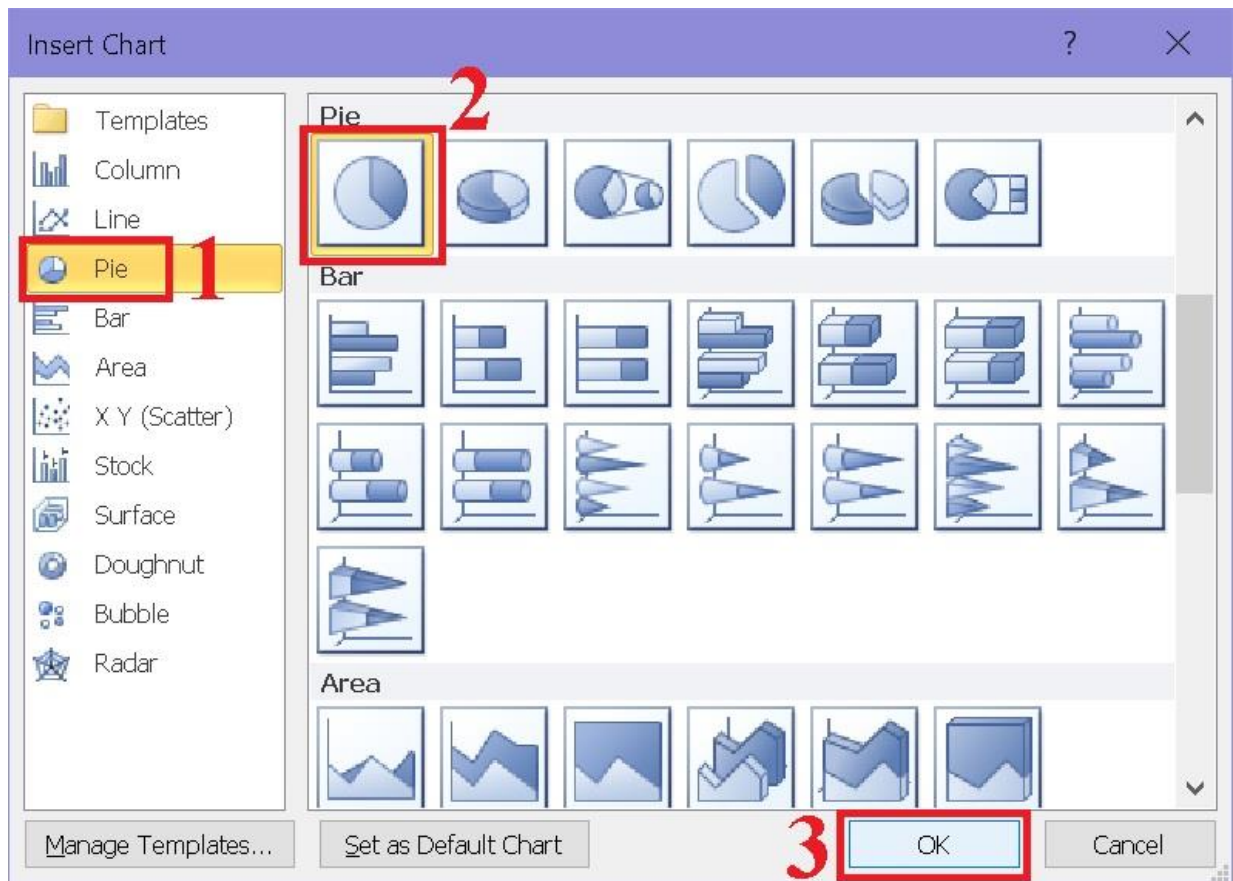 Insert Chart
?
2
Templates
Column
Line
Pie
1
Bar
Area
X Y (Scatter)
Stock
Surface
Doughnut
Bubble
Radar
Pie
Bar
Area
Manage Templates...
Set as Default Chart
3
OK
Cancel